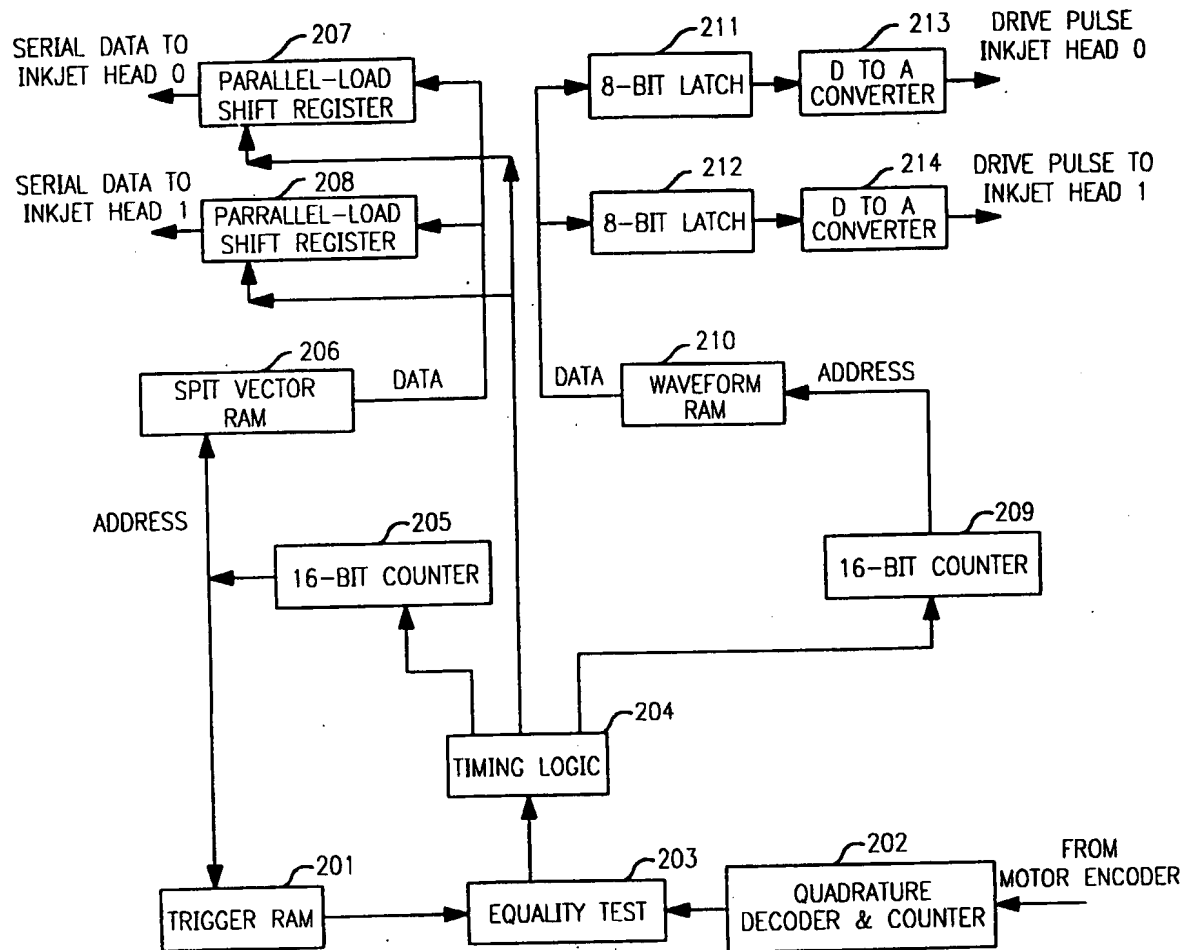 SERIAL DATA TO
INKJET HEAD 0
207
PARALLEL-LOAD
SHIFT REGISTER
211
8-BIT LATCH
213
D TO A
CONVERTER
DRIVE PULSE
INKJET HEAD 0
SERIAL DATA TO
INKJET HEAD 1
208
PARRALLEL-LOAD
SHIFT REGISTER
212
8-BIT LATCH
214
D TO A
CONVERTER
DRIVE PULSE TO
INKJET HEAD 1
206
SPIT VECTOR
RAM
DATA
DATA
210
WAVEFORM
RAM
ADDRESS
ADDRESS
205
16-BIT COUNTER
209
16-BIT COUNTER
204
TIMING LOGIC
201
TRIGGER RAM
203
EQUALITY TEST
202
QUADRATURE
DECODER & COUNTER
FROM
MOTOR ENCODER